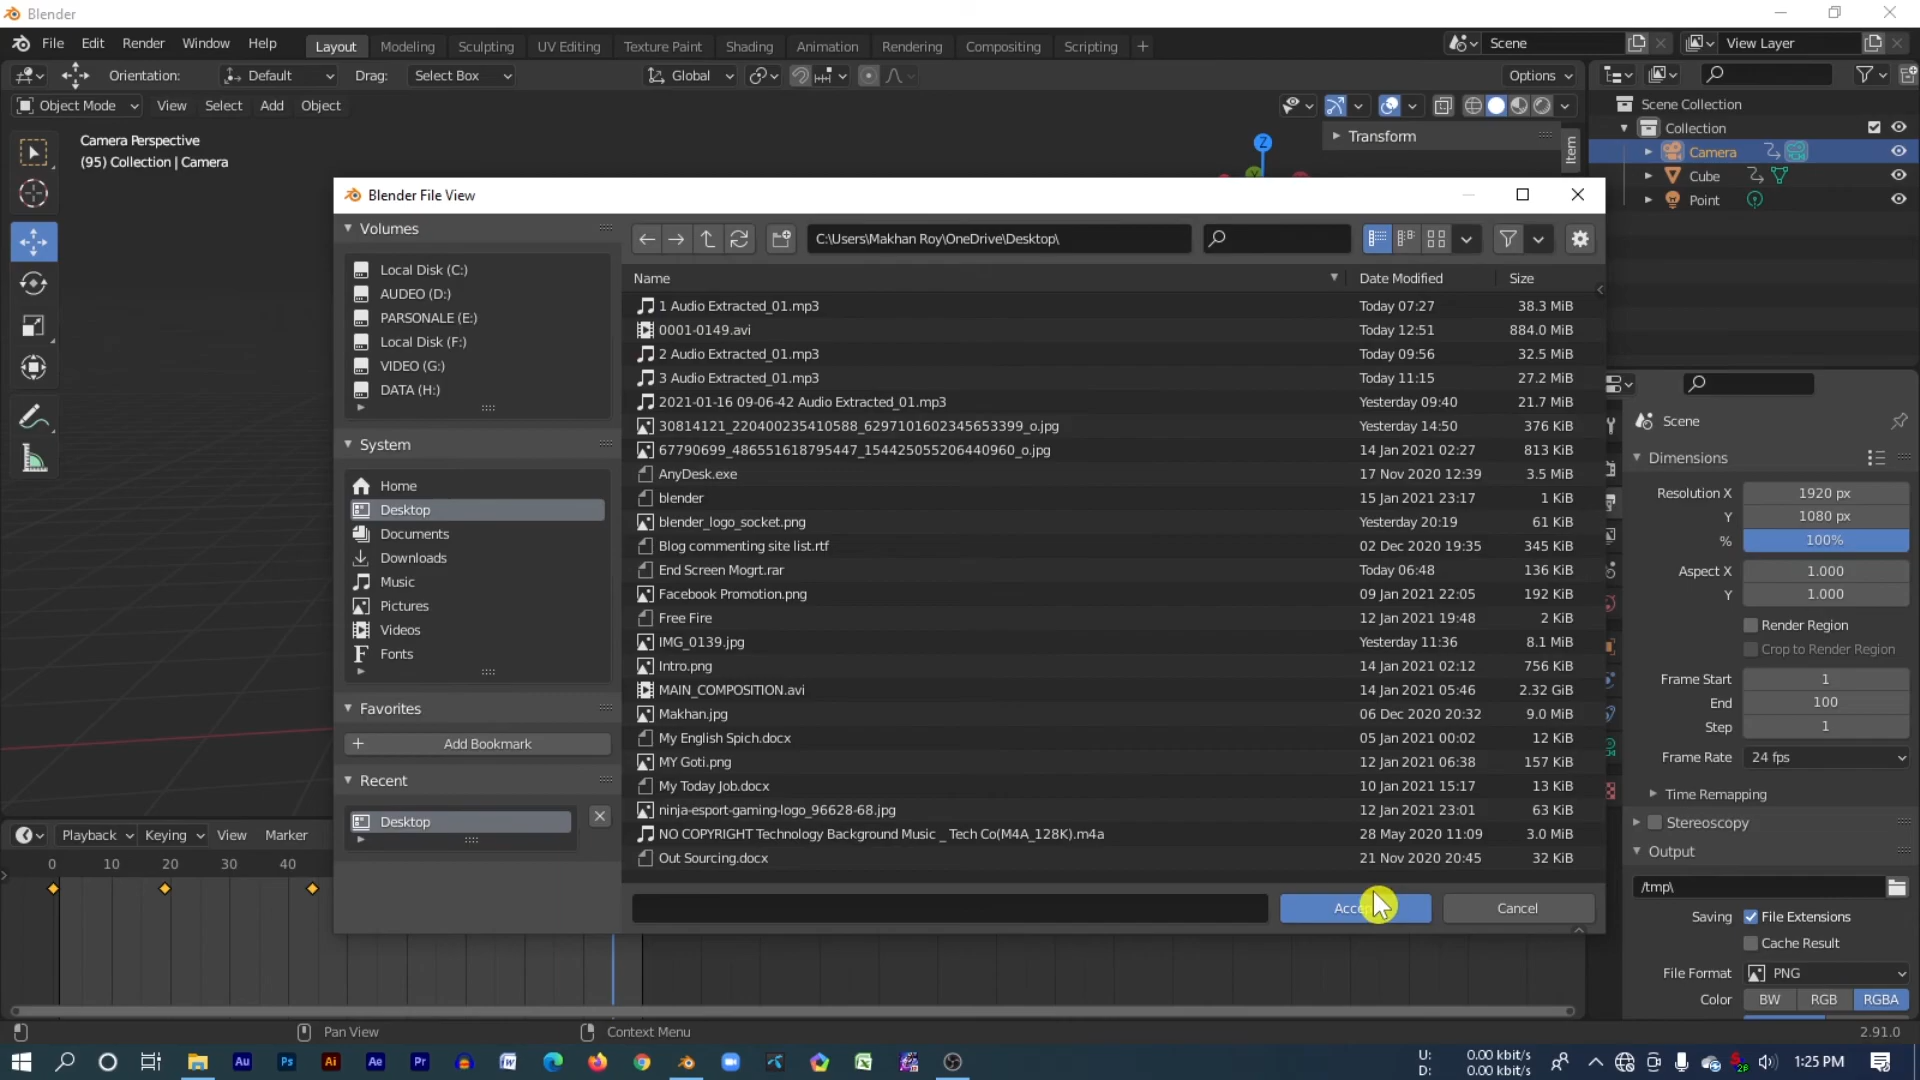 Blender
File Edit Render Window Help Layout Modeling Sculpting UV Editing Texture Paint Shading Animation Rendering Compositing Scripting + Scene View Layer
Orientation: Default Drag: Select Box Global Options
Object Mode View Select Add Object
Camera Perspective
(95) Collection | Camera
Z
Transform
Item
Scene Collection
Collection
Camera
Cube
Point
Blender File View
Volumes
Local Disk (C:)
AUDEO (D:)
PARSONALE (E:)
Local Disk (F:)
VIDEO (G:)
DATA (H:)
System
Home
Desktop
Documents
Downloads
Music
Pictures
Videos
Fonts
Favorites
Add Bookmark
Recent
Desktop
C:\Users\Makhan Roy\OneDrive\Desktop\
Name Date Modified Size
1 Audio Extracted_01.mp3 Today 07:27 38.3 MiB
0001-0149.avi Today 12:51 884.0 MiB
2 Audio Extracted_01.mp3 Today 09:56 32.5 MiB
3 Audio Extracted_01.mp3 Today 11:15 27.2 MiB
2021-01-16 09-06-42 Audio Extracted_01.mp3 Yesterday 09:40 21.7 MiB
30814121_220400235410588_6297101602345653399_o.jpg Yesterday 14:50 376 KiB
67790699_486551618795447_154425055206440960_o.jpg 14 Jan 2021 02:27 813 KiB
AnyDesk.exe 17 Nov 2020 12:39 3.5 MiB
blender 15 Jan 2021 23:17 1 KiB
blender_logo_socket.png Yesterday 20:19 61 KiB
Blog commenting site list.rtf 02 Dec 2020 19:35 345 KiB
End Screen Mogrt.rar Today 06:48 136 KiB
Facebook Promotion.png 09 Jan 2021 22:05 192 KiB
Free Fire 12 Jan 2021 19:48 2 KiB
IMG_0139.jpg Yesterday 11:36 8.1 MiB
Intro.png 14 Jan 2021 02:12 756 KiB
MAIN_COMPOSITION.avi 14 Jan 2021 05:46 2.32 GiB
Makhan.jpg 06 Dec 2020 20:32 9.0 MiB
My English Spich.docx 05 Jan 2021 00:02 12 KiB
MY Goti.png 12 Jan 2021 06:38 157 KiB
My Today Job.docx 10 Jan 2021 15:17 13 KiB
ninja-esport-gaming-logo_96628-68.jpg 12 Jan 2021 23:01 63 KiB
NO COPYRIGHT Technology Background Music _ Tech Co(M4A_128K).m4a 28 May 2020 11:09 3.0 MiB
Out Sourcing.docx 21 Nov 2020 20:45 32 KiB
Cancel
Scene
Dimensions
Resolution X 1920 px
Y 1080 px
% 100%
Aspect X 1.000
Y 1.000
Render Region
Crop to Render Region
Frame Start 1
End 100
Step 1
Frame Rate 24 fps
Time Remapping
Stereoscopy
Output
/tmp\
Saving File Extensions
Cache Result
File Format PNG
Color BW RGB RGBA
Playback Keying View Marker
0 10 20 30 40
Pan View Context Menu 2.91.0
Au Ps Ai Ae Pr
U: 0.00 kbit/s
D: 0.00 kbit/s
1:25 PM